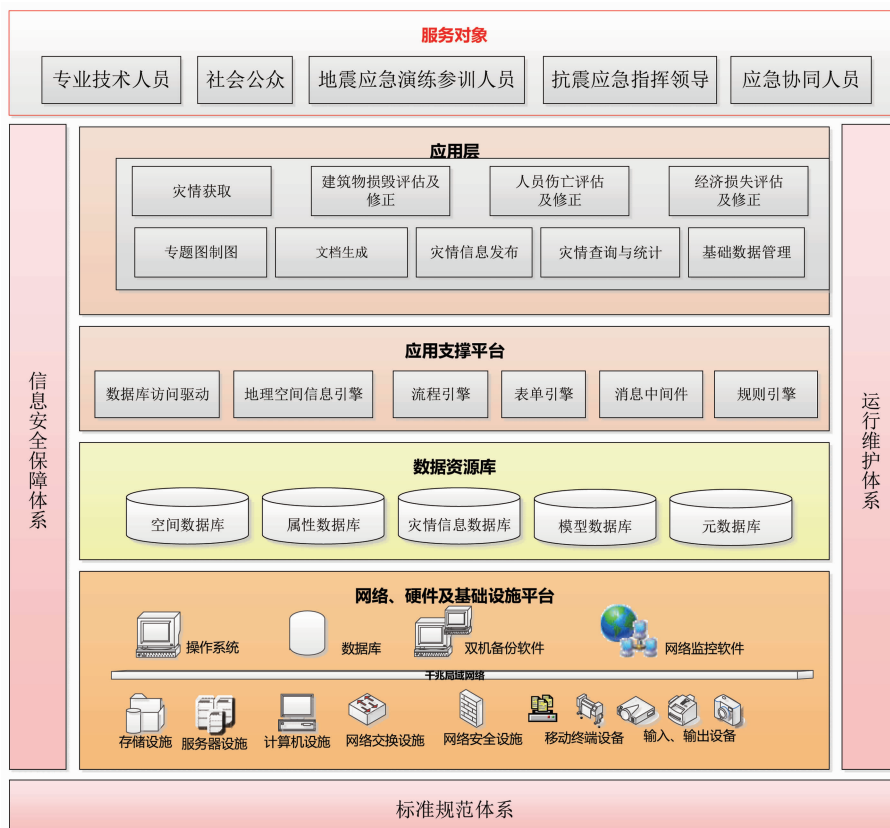 服务对象
专业技术人员
社会公众
地震应急演练参训人员
抗震应急指挥领导
应急协同人员
信息安全保障体系
应用层
灾情获取
建筑物损毁评估及
修正
人员伤亡评估
及修正
经济损失评估
及修正
专题图制图
文档生成
灾情信息发布
灾情查询与统计
基础数据管理
应用支撑平台
数据库访问驱动
地理空间信息引擎
流程引擎
表单引擎
消息中间件
规则引擎
数据资源库
空间数据库
属性数据库
灾情信息数据库
模型数据库
元数据库
网络、硬件及基础设施平台
操作系统
数据库
双机备份软件
网络监控软件
千兆局域网络
存储设施
服务器设施
计算机设施
网络交换设施
网络安全设施
移动终端设备
输入、输出设备
运行维护体系
标准规范体系